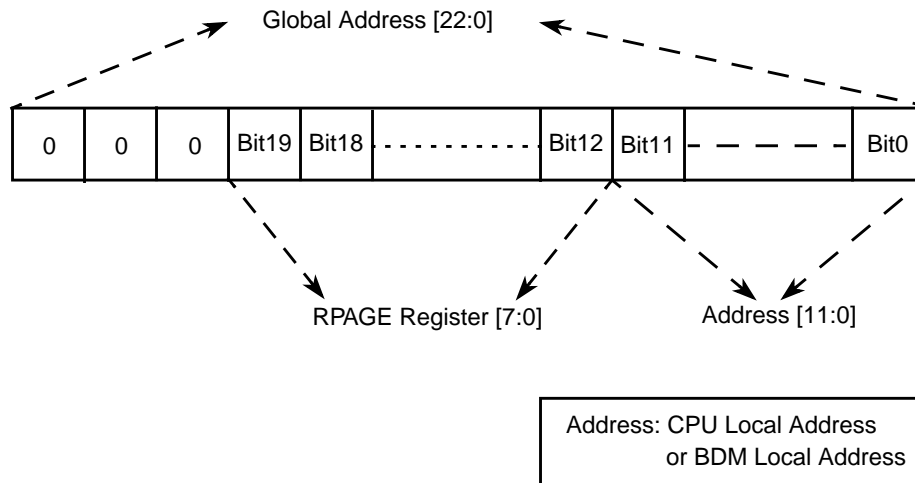 Global Address [22:0]
0 0 0 Bit19 Bit18 Bit12 Bit11 Bit0
RPAGE Register [7:0] Address [11:0]
Address: CPU Local Address
or BDM Local Address